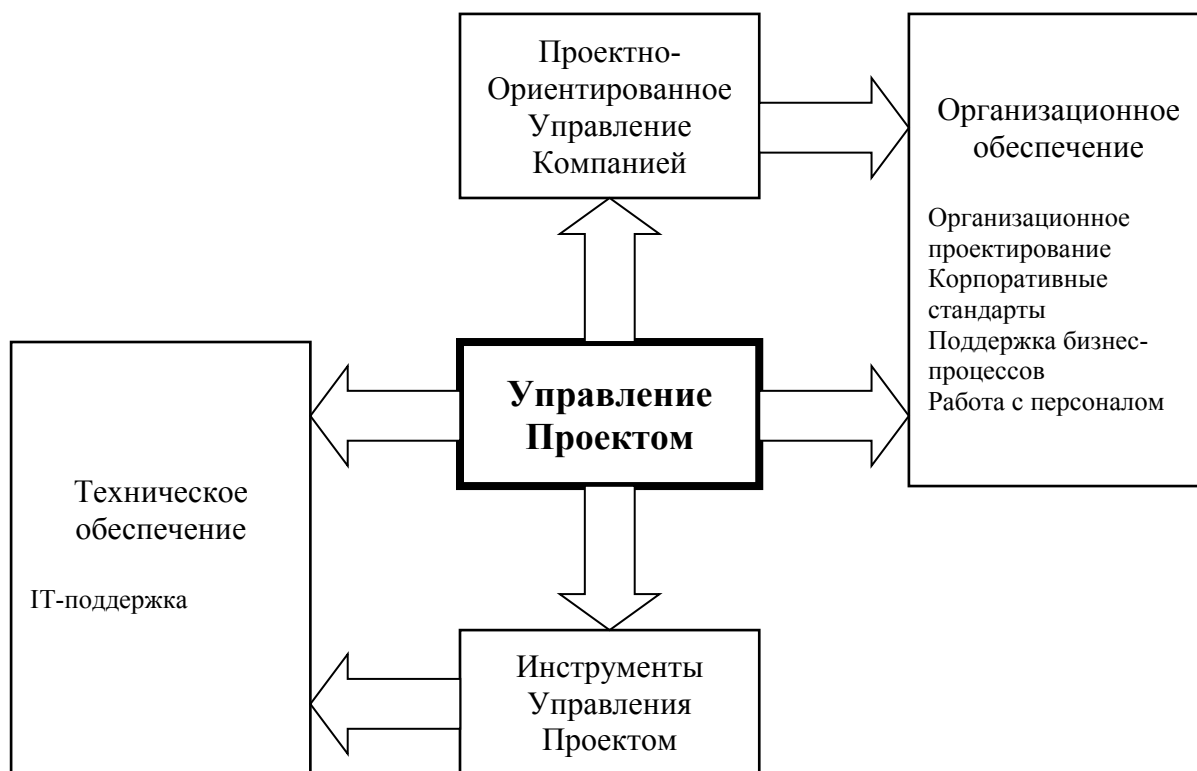 Проектно-
Ориентированное
Управление
Компанией
Организационное
обеспечение
Организационное
проектирование
Корпоративные
стандарты
Поддержка бизнес-
процессов
Работа с персоналом
Управление
Проектом
Техническое
обеспечение
IT-поддержка
Инструменты
Управления
Проектом